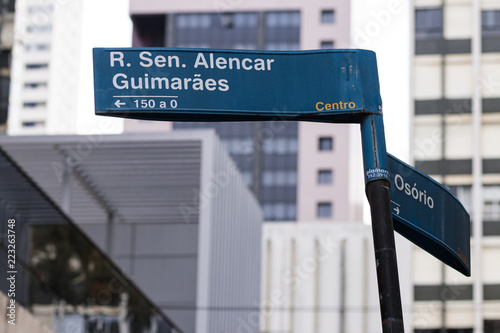 R. Sen. Alencar
Guimarães
← 150 a 0
Centro
Osório
→